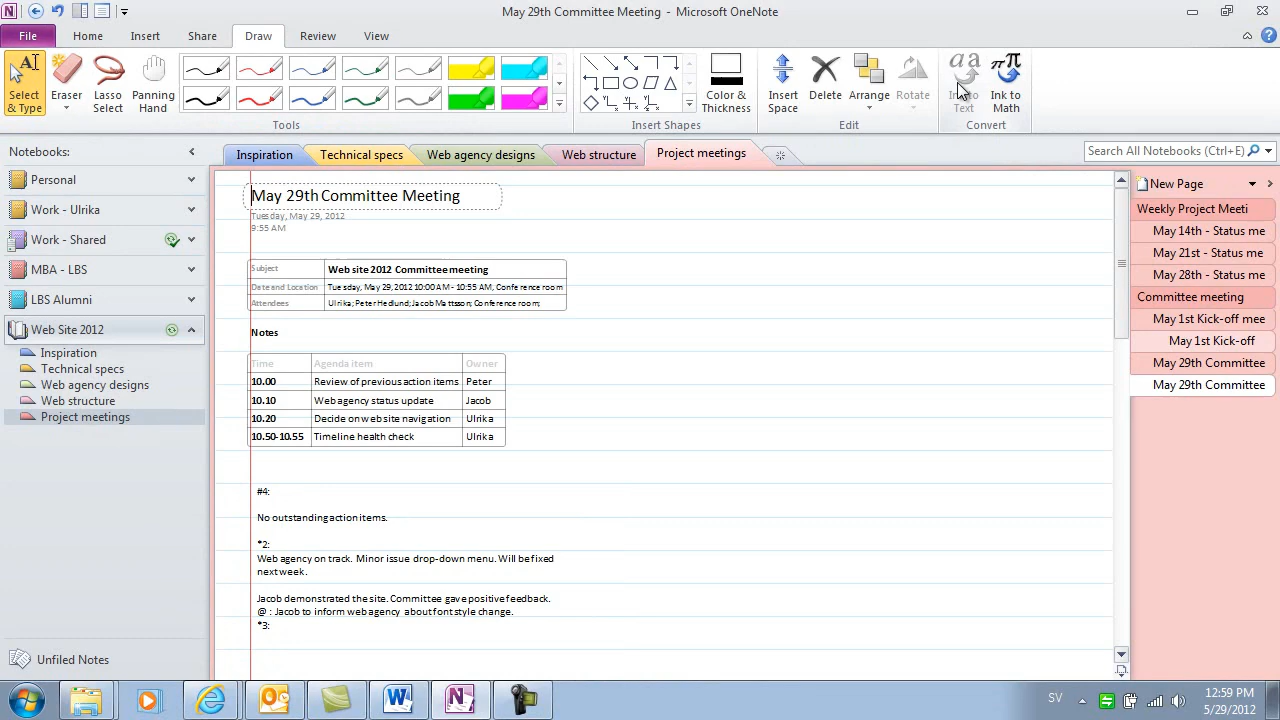 May 29th Committee Meeting - Microsoft OneNote
File Home Insert Share Draw Review View
Select & Type
Eraser
Lasso Select
Panning Hand
Color & Thickness
Insert Space
Delete
Arrange
Rotate
Ink to Text
Ink to Math
Tools
Insert Shapes
Edit
Convert
Notebooks:
Inspiration Technical specs Web agency designs Web structure Project meetings
Search All Notebooks (Ctrl+E)
Personal
Work - Ulrika
Work - Shared
MBA - LBS
LBS Alumni
Web Site 2012
Inspiration
Technical specs
Web agency designs
Web structure
Project meetings
Unfiled Notes
May 29th Committee Meeting
Tuesday, May 29, 2012
9:55 AM
Subject Web site 2012 Committee meeting
Date and Location Tuesday, May 29, 2012 10:00 AM - 10:55 AM, Conference room
Attendees Ulrika; Peter Hedlund; Jacob Mattsson; Conference room;
Notes
Time Agenda item Owner
10.00 Review of previous action items Peter
10.10 Web agency status update Jacob
10.20 Decide on web site navigation Ulrika
10.50-10.55 Timeline health check Ulrika
#4:
No outstanding action items.
*2:
Web agency on track. Minor issue drop-down menu. Will be fixed
next week.
Jacob demonstrated the site. Committee gave positive feedback.
@ : Jacob to inform web agency about font style change.
*3:
New Page
Weekly Project Meeti
May 14th - Status me
May 21st - Status me
May 28th - Status me
Committee meeting
May 1st Kick-off mee
May 1st Kick-off
May 29th Committee
May 29th Committee
SV
12:59 PM
5/29/2012